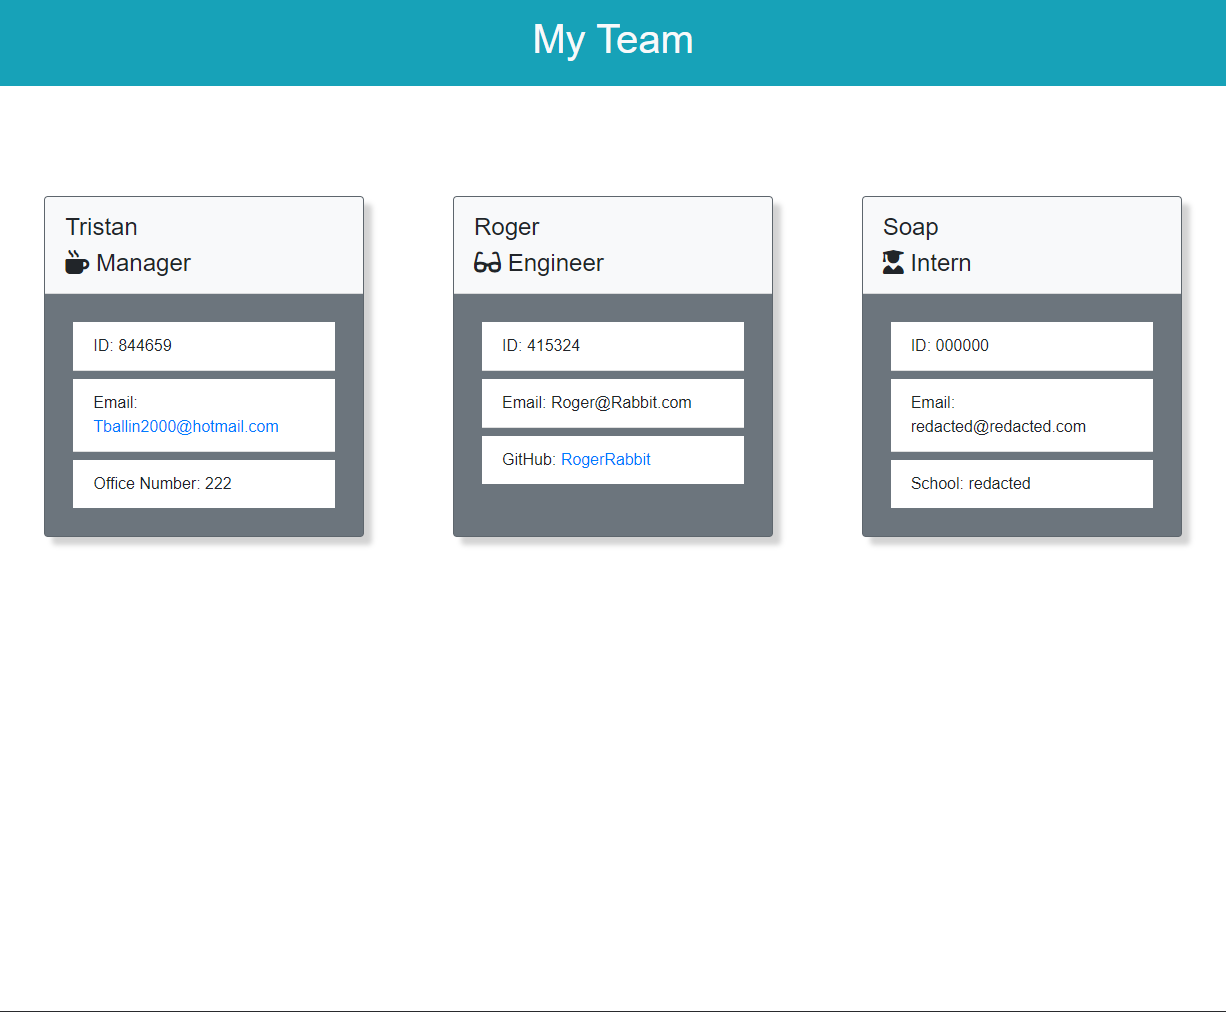 My Team
Tristan
Manager
ID: 844659
Email:
Tballin2000@hotmail.com
Office Number: 222
Roger
Engineer
ID: 415324
Email: Roger@Rabbit.com
GitHub: RogerRabbit
Soap
Intern
ID: 000000
Email:
redacted@redacted.com
School: redacted